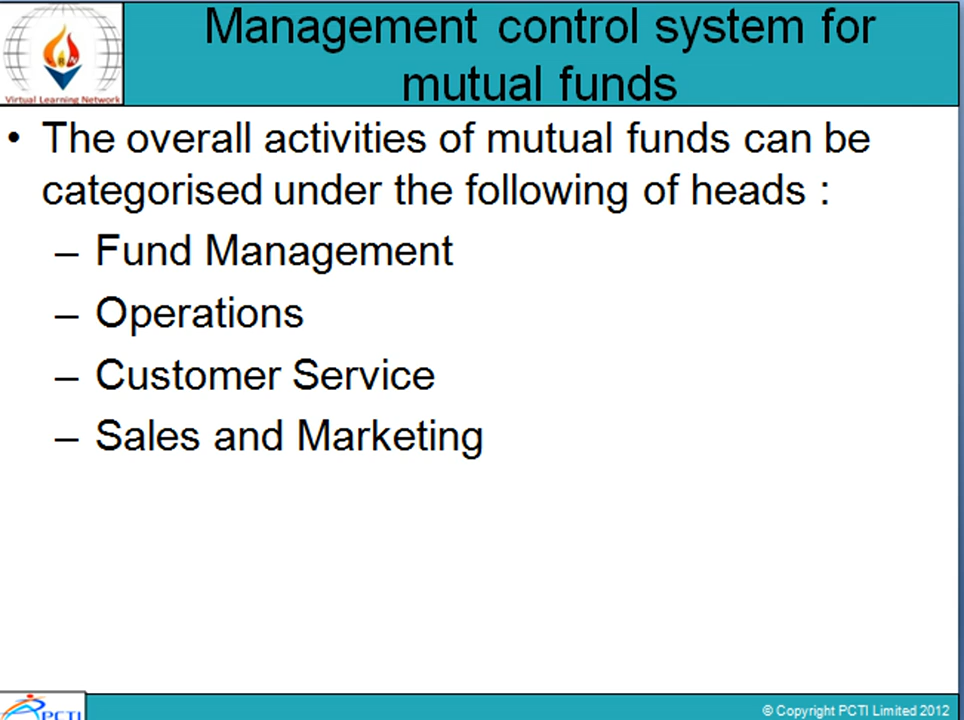 Management control system for
mutual funds
Virtual Learning Network
• The overall activities of mutual funds can be
categorised under the following of heads :
– Fund Management
– Operations
– Customer Service
– Sales and Marketing
PCTI
© Copyright PCTI Limited 2012